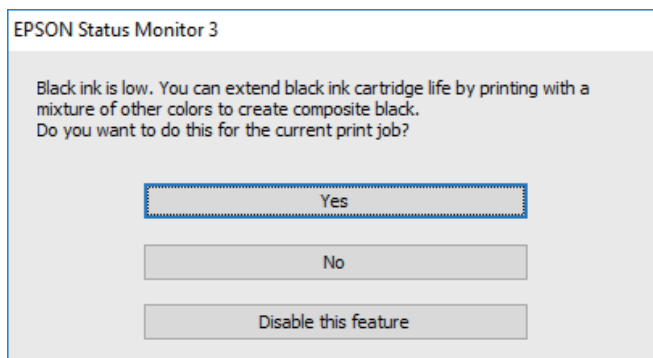 EPSON Status Monitor 3
Black ink is low. You can extend black ink cartridge life by printing with a
mixture of other colors to create composite black.
Do you want to do this for the current print job?
Yes
No
Disable this feature